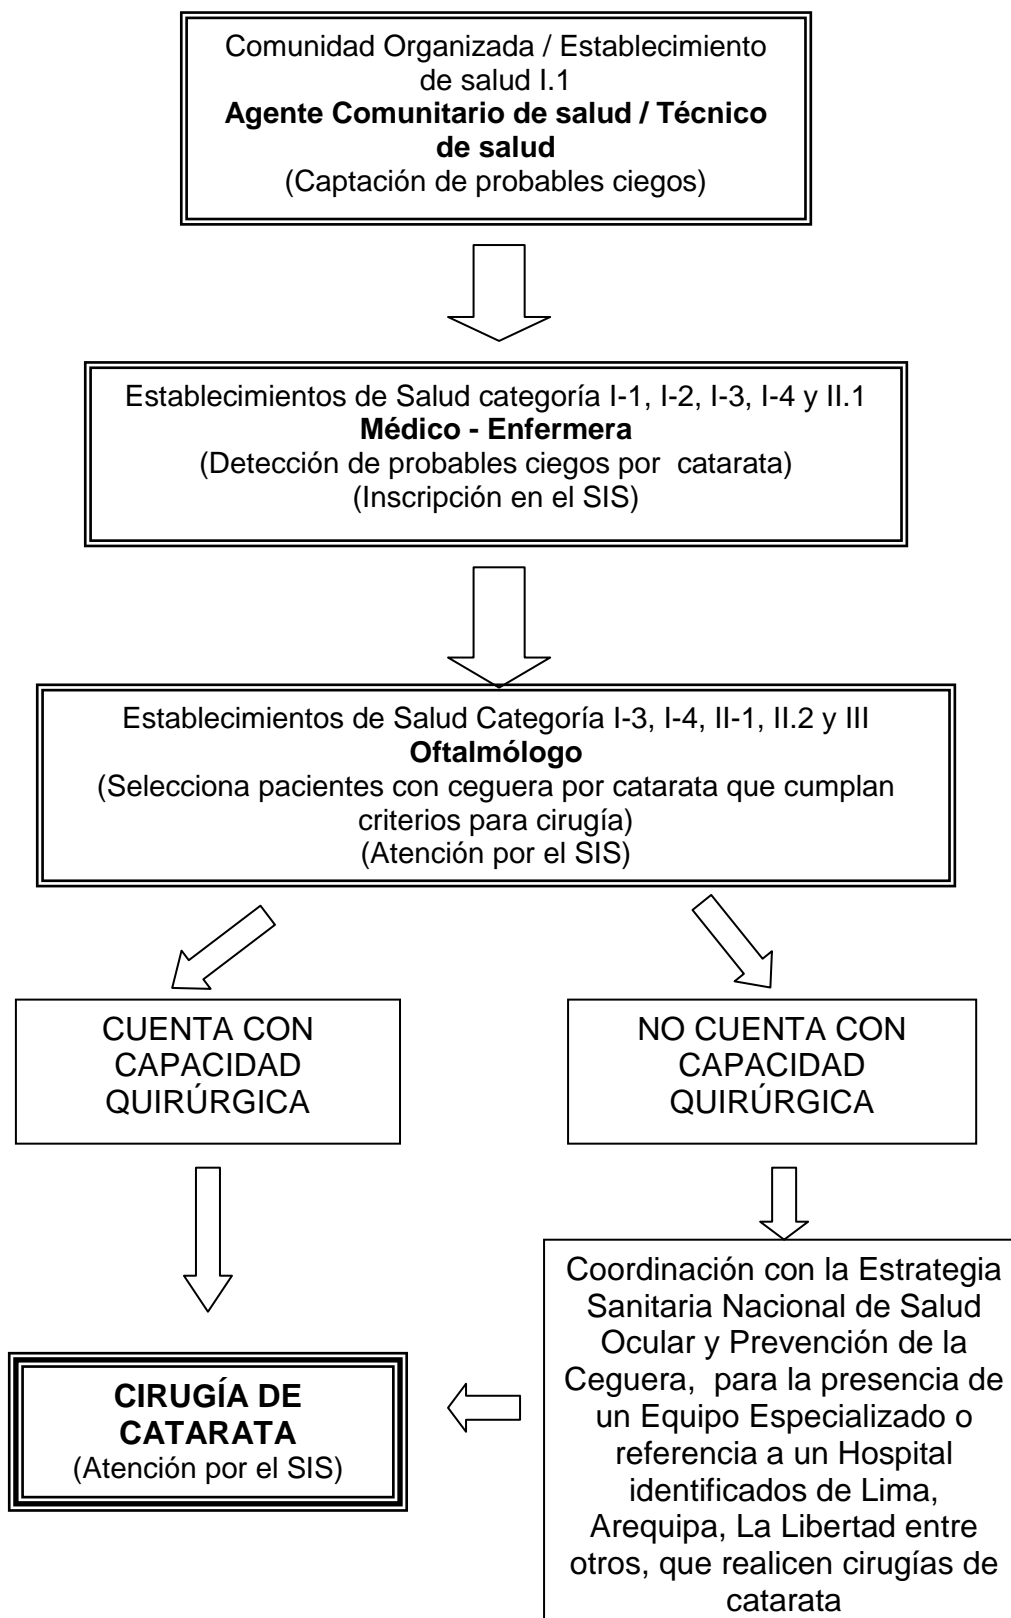 Comunidad Organizada / Establecimiento
de salud I.1
Agente Comunitario de salud / Técnico
de salud
(Captación de probables ciegos)
Establecimientos de Salud categoría I-1, I-2, I-3, I-4 y II.1
Médico - Enfermera
(Detección de probables ciegos por catarata)
(Inscripción en el SIS)
Establecimientos de Salud Categoría I-3, I-4, II-1, II.2 y III
Oftalmólogo
(Selecciona pacientes con ceguera por catarata que cumplan
criterios para cirugía)
(Atención por el SIS)
CUENTA CON
CAPACIDAD
QUIRÚRGICA
NO CUENTA CON
CAPACIDAD
QUIRÚRGICA
Coordinación con la Estrategia
Sanitaria Nacional de Salud
Ocular y Prevención de la
Ceguera, para la presencia de
un Equipo Especializado o
referencia a un Hospital
identificados de Lima,
Arequipa, La Libertad entre
otros, que realicen cirugías de
catarata
CIRUGÍA DE
CATARATA
(Atención por el SIS)